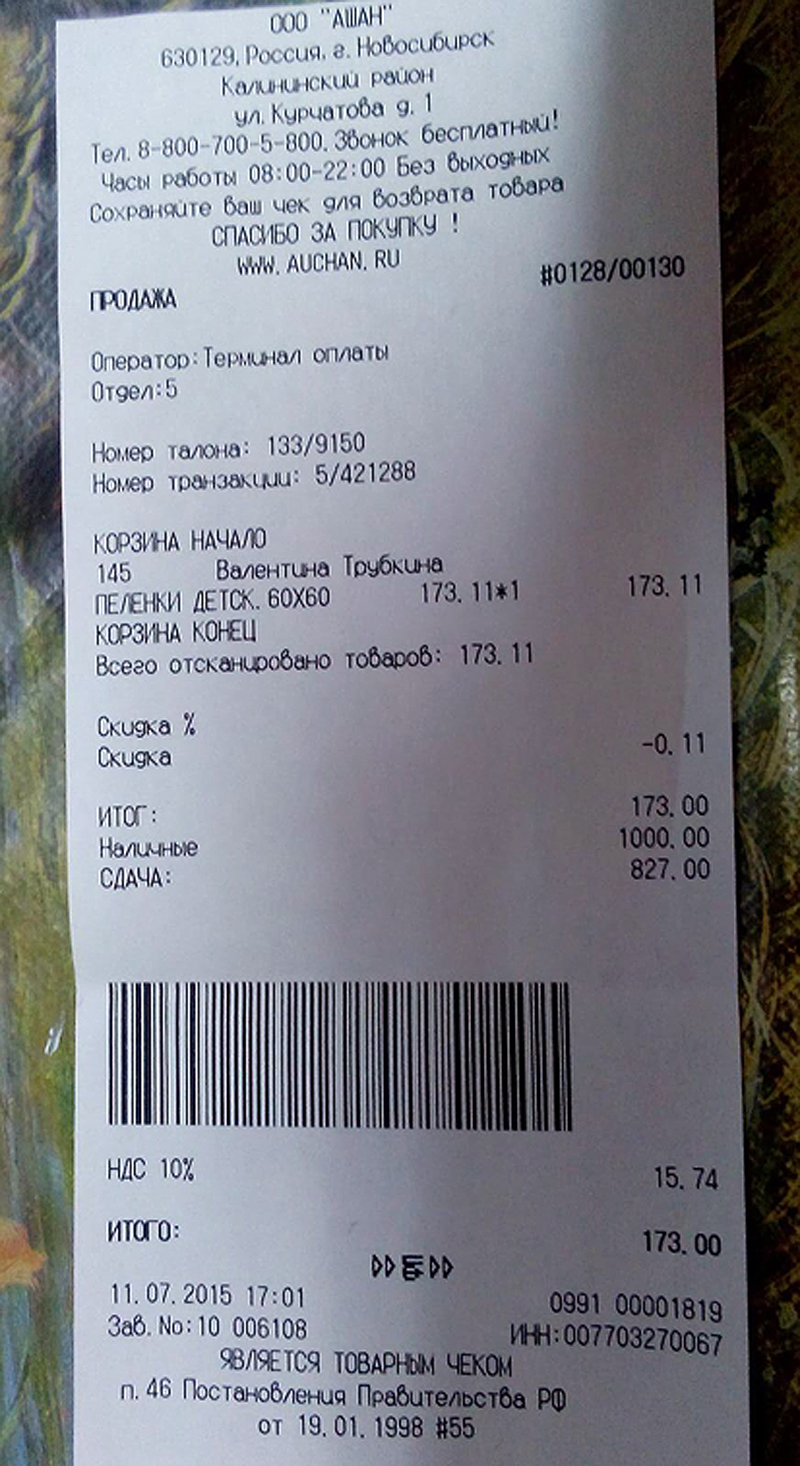 ООО "АШАН"
630129, Россия, г. Новосибирск
Калининский район
ул. Курчатова д. 1
Тел. 8-800-700-5-800. Звонок бесплатный!
Часы работы 08:00-22:00 Без выходных
Сохраняйте ваш чек для возврата товара
СПАСИБО ЗА ПОКУПКУ !
WWW. AUCHAN. RU
ПРОДАЖА #0128/00130
Оператор: Терминал оплаты
Отдел:5
Номер талона: 133/9150
Номер транзакции: 5/421288
КОРЗИНА НАЧАЛО
145 Валентина Трубкина
ПЕЛЕНКИ ДЕТСК. 60X60 173. 11*1 173. 11
КОРЗИНА КОНЕЦ
Всего отсканировано товаров: 173. 11
Скидка %
Скидка -0. 11
ИТОГ: 173. 00
Наличные 1000. 00
СДАЧА: 827. 00
НДС 10% 15. 74
ИТОГО: 173. 00
11. 07. 2015 17:01 0991 00001819
Зав. No:10 006108 ИНН:007703270067
ЯВЛЯЕТСЯ ТОВАРНЫМ ЧЕКОМ
п. 46 Постановления Правительства РФ
от 19. 01. 1998 #55